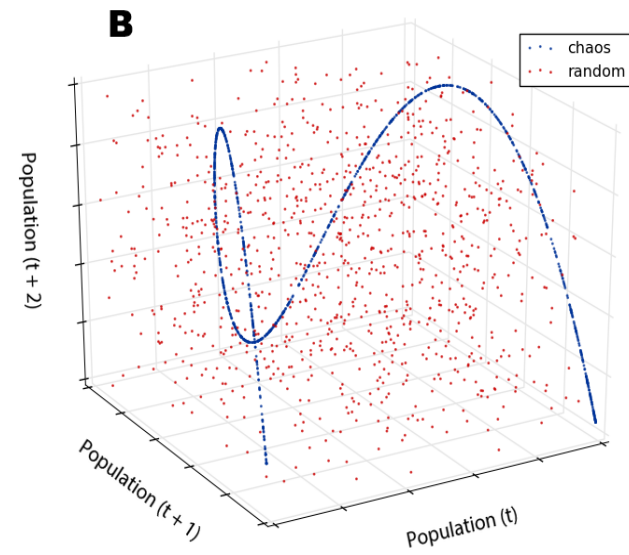 B
chaos
random
Population (t + 2)
Population (t + 1)
Population (t)